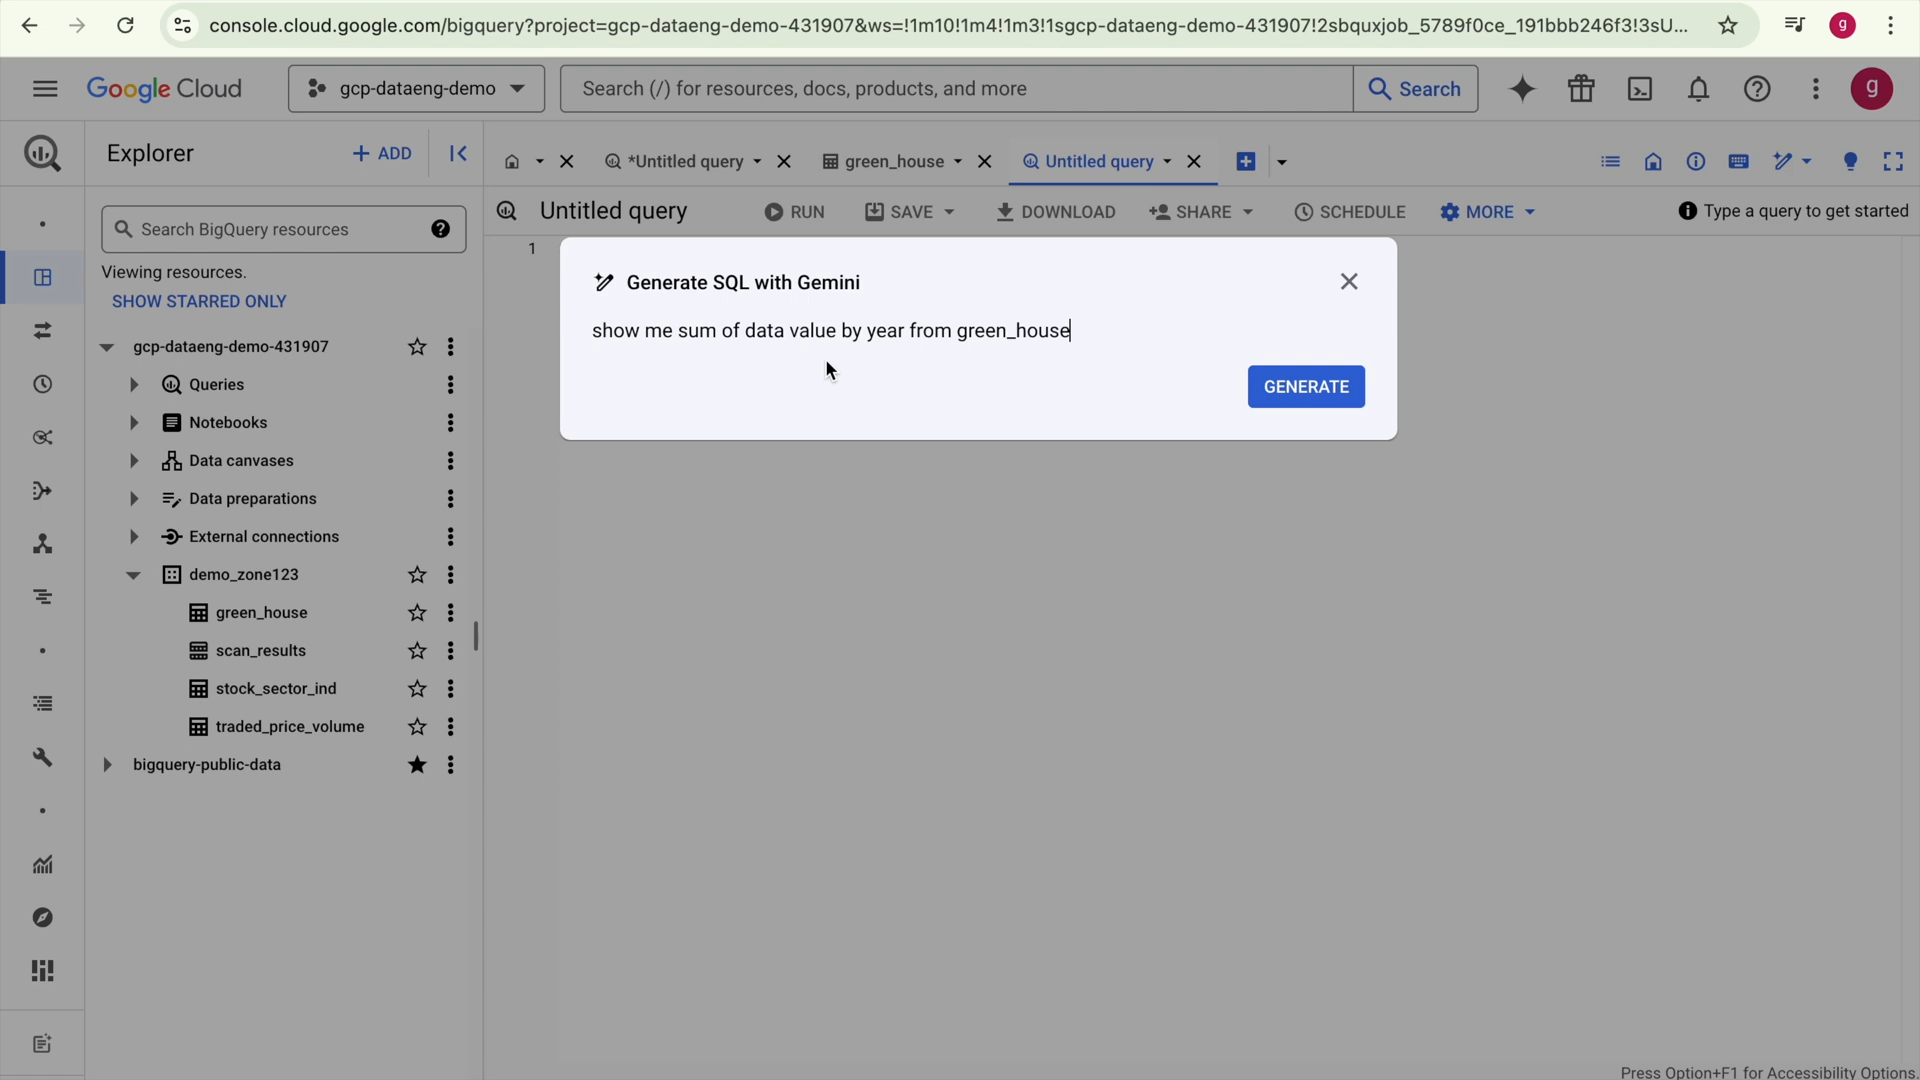 console.cloud.google.com/bigquery?project=gcp-dataeng-demo-431907&ws=!1m10!1m4!1m3!1sgcp-dataeng-demo-431907!2sbquxjob_5789f0ce_191bbb246f3!3sU...
g
Google Cloud
gcp-dataeng-demo
Search (/) for resources, docs, products, and more
Search
g
Explorer
+ ADD
*Untitled query
green_house
Untitled query
Search BigQuery resources
Untitled query
RUN
SAVE
DOWNLOAD
SHARE
SCHEDULE
MORE
Type a query to get started
1
Viewing resources.
SHOW STARRED ONLY
Generate SQL with Gemini
show me sum of data value by year from green_house
GENERATE
gcp-dataeng-demo-431907
Queries
Notebooks
Data canvases
Data preparations
External connections
demo_zone123
green_house
scan_results
stock_sector_ind
traded_price_volume
bigquery-public-data
Press Option+F1 for Accessibility Options.